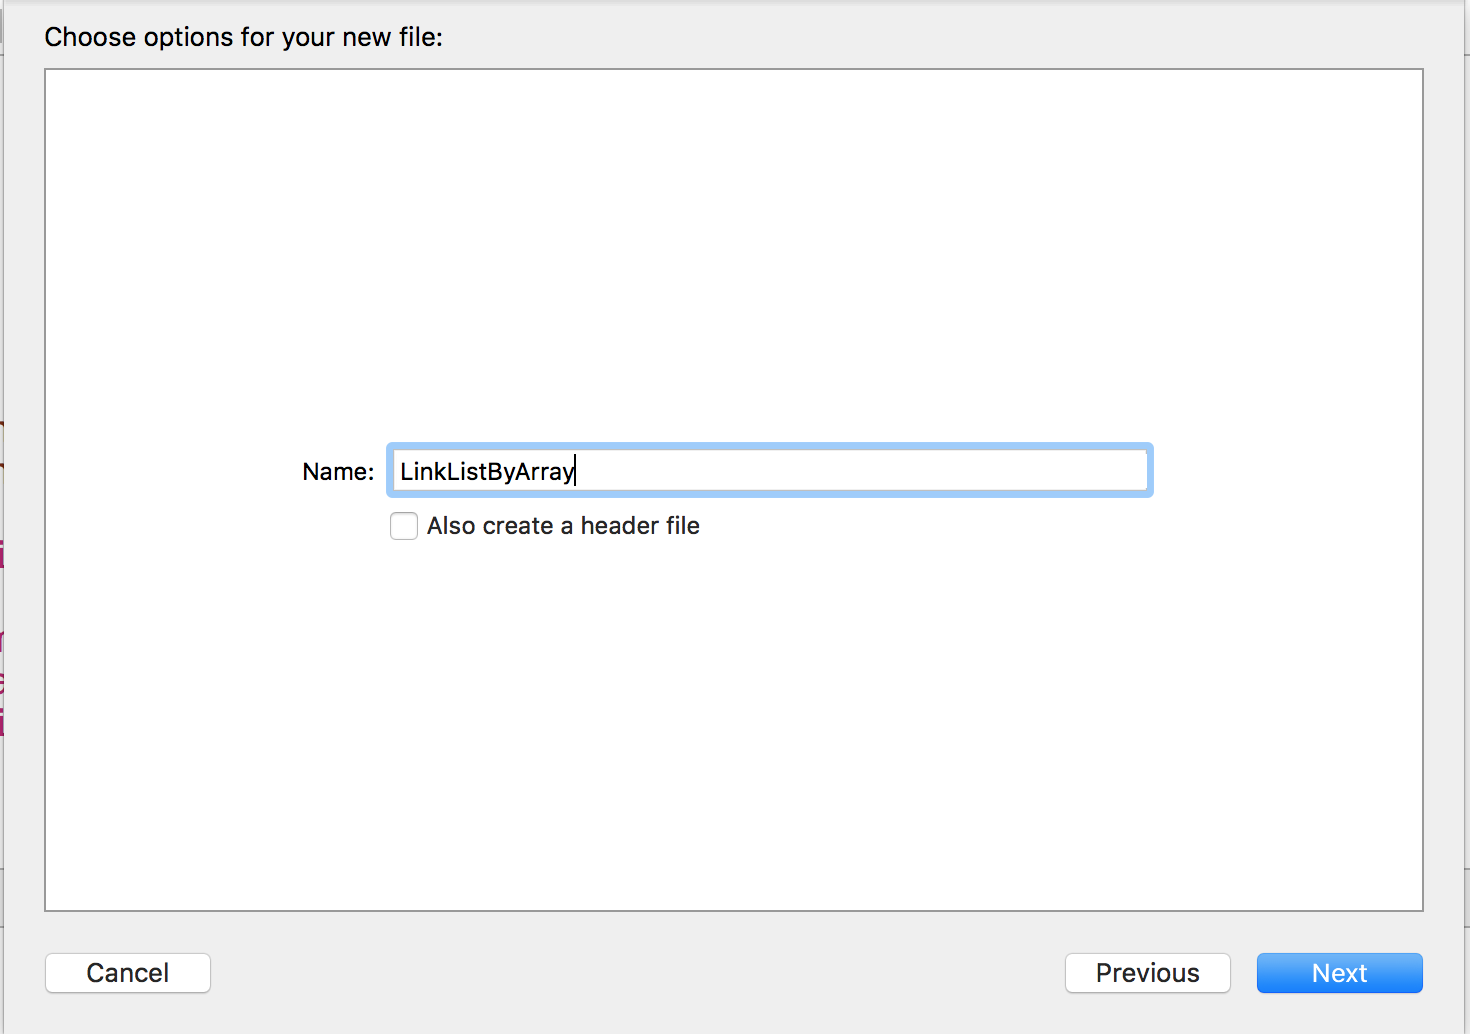 Choose options for your new file:
Name: LinkListByArray
Also create a header file
Cancel Previous Next